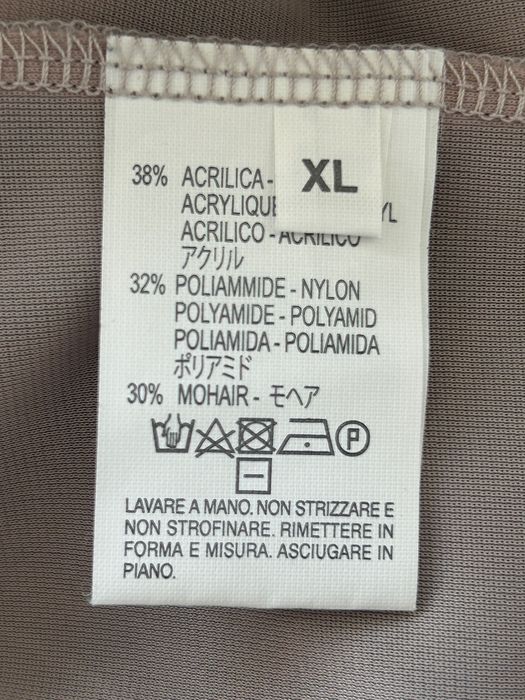 XL
38% ACRILICA -
ACRYLIQUE
ACRILICO - ACRILICO
アクリル
32% POLIAMMIDE - NYLON
POLYAMIDE - POLYAMID
POLIAMIDA - POLIAMIDA
ポリアミド
30% MOHAIR - モヘア
P
LAVARE A MANO. NON STRIZZARE E
NON STROFINARE. RIMETTERE IN
FORMA E MISURA. ASCIUGARE IN
PIANO.